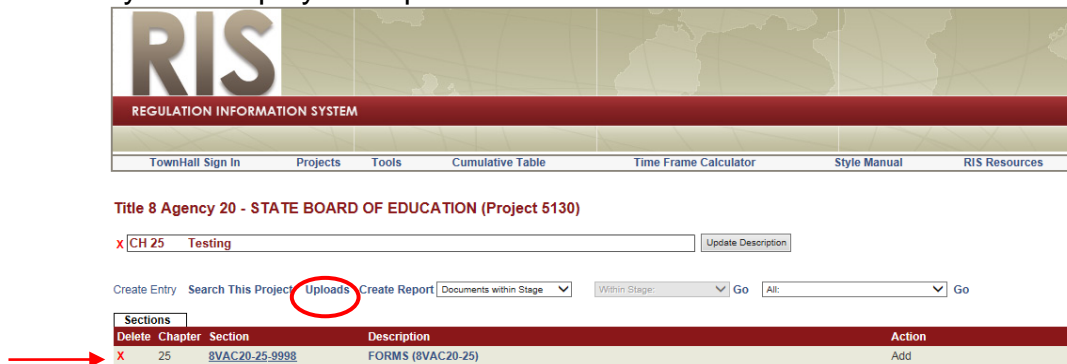 RIS
REGULATION INFORMATION SYSTEM
TownHall Sign In Projects Tools Cumulative Table Time Frame Calculator Style Manual RIS Resources
Title 8 Agency 20 - STATE BOARD OF EDUCATION (Project 5130)
X CH 25 Testing Update Description
Create Entry Search This Project Uploads Create Report Documents within Stage Within Stage: Go All: Go
Sections
Delete Chapter Section Description Action
X 25 8VAC20-25-9998 FORMS (8VAC20-25) Add